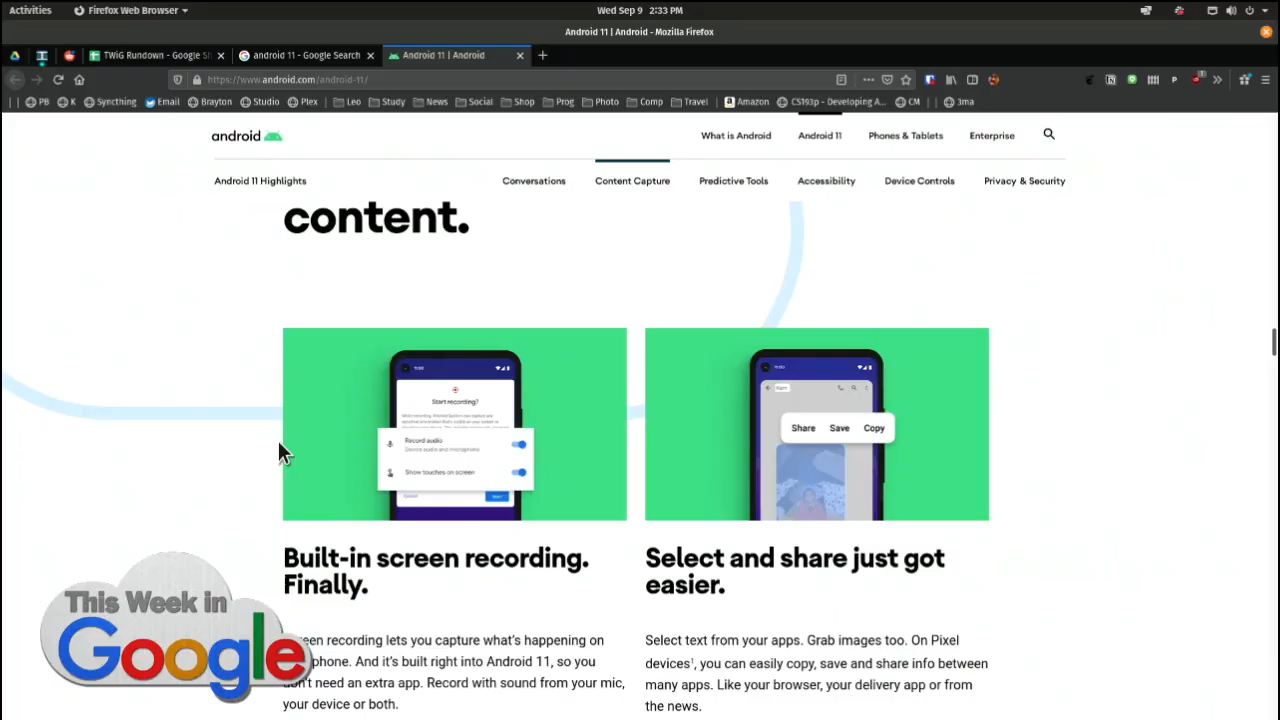 Activities
Firefox Web Browser
Wed Sep 9 2:33 PM
Android 11 | Android - Mozilla Firefox
TWiG Rundown - Google Sh
android 11 - Google Search
Android 11 | Android
https://www.android.com/android-11/
PB
K
Syncthing
Email
Brayton
Studio
Plex
Leo
Study
News
Social
Shop
Prog
Photo
Comp
Travel
Amazon
CS193p - Developing A...
CM
3ma
android
What is Android
Android 11
Phones & Tablets
Enterprise
Android 11 Highlights
Conversations
Content Capture
Predictive Tools
Accessibility
Device Controls
Privacy & Security
content.
Start recording?
Record audio
Device audio and microphone
Show touches on screen
Share Save Copy
Built-in screen recording.
Finally.
Select and share just got
easier.
een recording lets you capture what's happening on
phone. And it's built right into Android 11, so you
don't need an extra app. Record with sound from your mic,
your device or both.
Select text from your apps. Grab images too. On Pixel
devices¹, you can easily copy, save and share info between
many apps. Like your browser, your delivery app or from
the news.
This Week in
Google